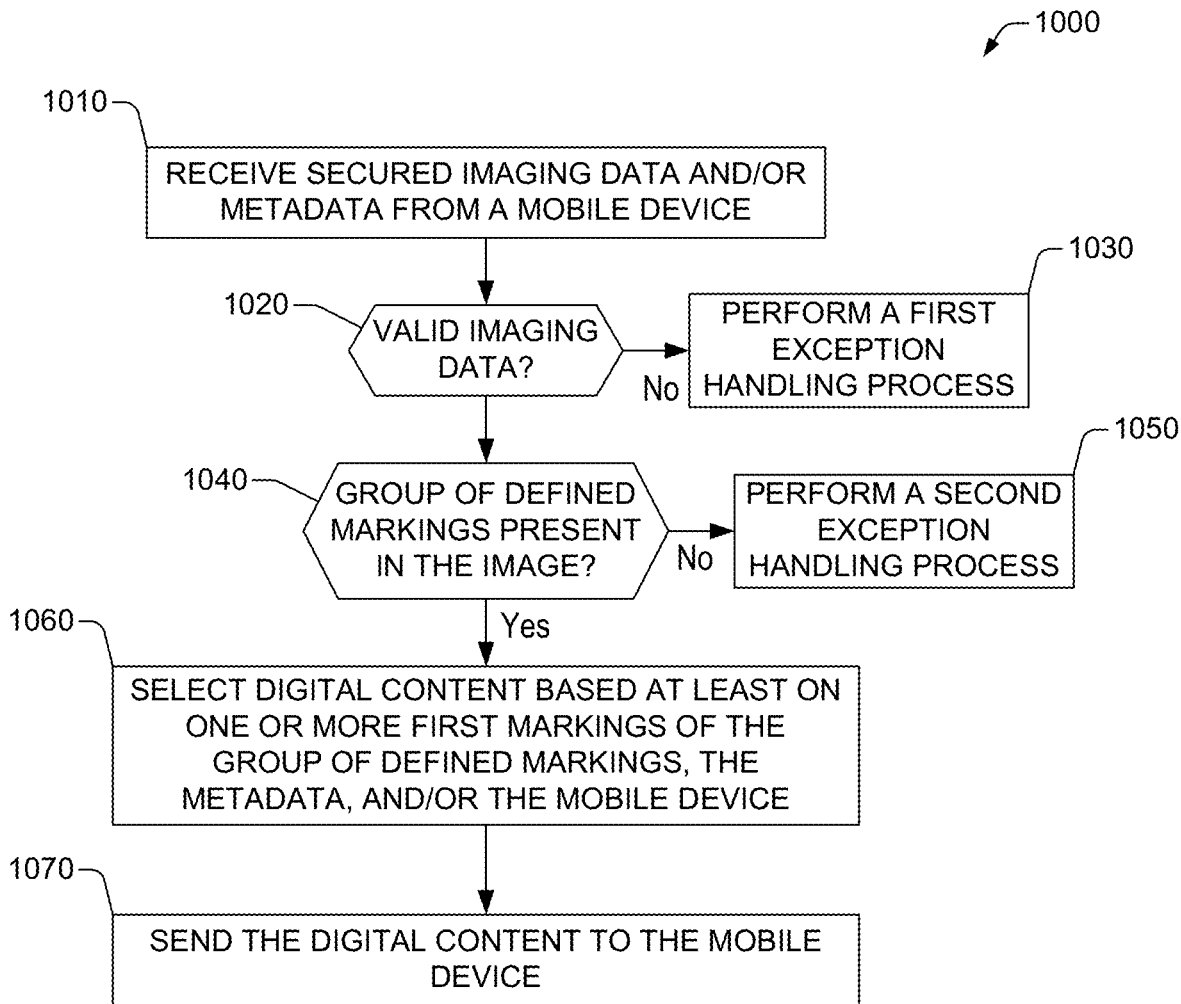 1000
1010
RECEIVE SECURED IMAGING DATA AND/OR
METADATA FROM A MOBILE DEVICE
1020
VALID IMAGING
DATA?
No
1030
PERFORM A FIRST
EXCEPTION
HANDLING PROCESS
1040
GROUP OF DEFINED
MARKINGS PRESENT
IN THE IMAGE?
No
1050
PERFORM A SECOND
EXCEPTION
HANDLING PROCESS
Yes
1060
SELECT DIGITAL CONTENT BASED AT LEAST ON
ONE OR MORE FIRST MARKINGS OF THE
GROUP OF DEFINED MARKINGS, THE
METADATA, AND/OR THE MOBILE DEVICE
1070
SEND THE DIGITAL CONTENT TO THE MOBILE
DEVICE